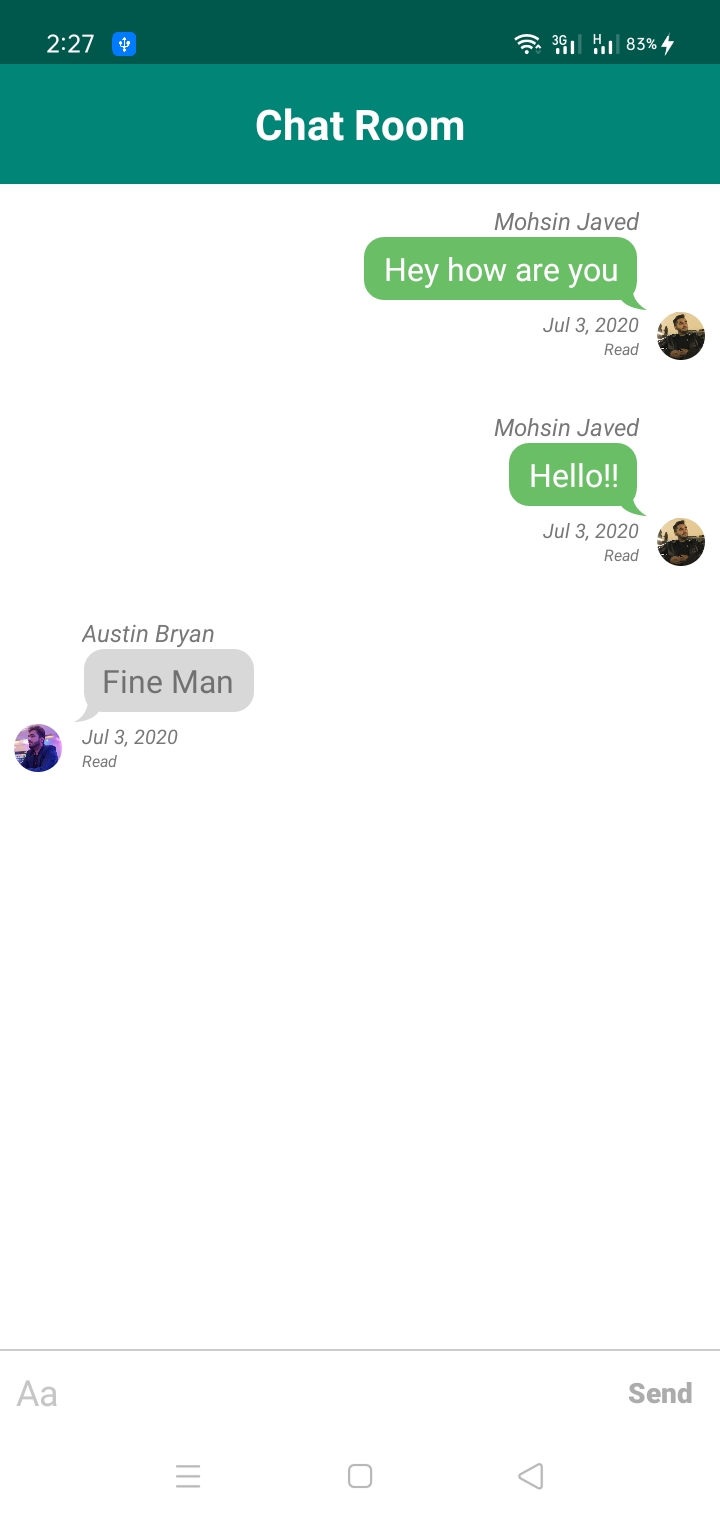 2:27 3G H 83%
Chat Room
Mohsin Javed
Hey how are you
Jul 3, 2020
Read
Mohsin Javed
Hello!!
Jul 3, 2020
Read
Austin Bryan
Fine Man
Jul 3, 2020
Read
Aa Send